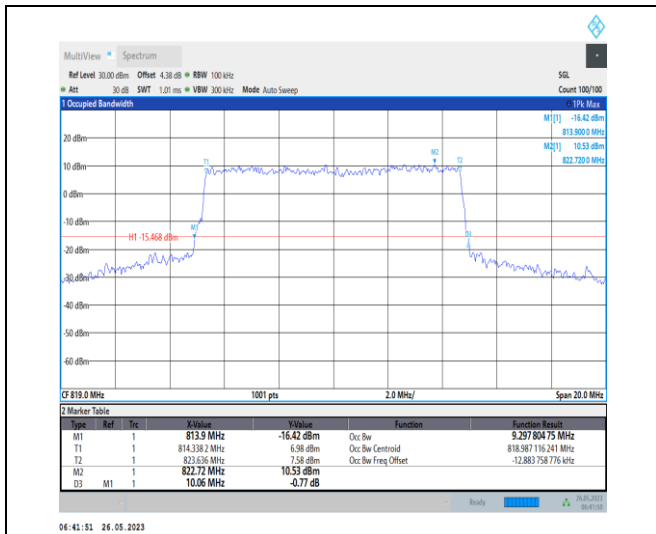 MultiView Spectrum
Ref Level 30.00 dBm Offset 4.38 dB RBW 100 kHz SGL
Att 30 dB SWT 1.01 ms VBW 300 kHz Mode Auto Sweep Count 100/100
1 Occupied Bandwidth 1Pk Max
M1[1] -16.42 dBm
813.900 0 MHz
20 dBm
M2[1] 10.53 dBm
822.720 0 MHz
M2
T1 T2
10 dBm
0 dBm
-10 dBm
M1
H1 -15.468 dBm
-20 dBm
-30 dBm
-40 dBm
-50 dBm
-60 dBm
CF 819.0 MHz 1001 pts 2.0 MHz/ Span 20.0 MHz
2 Marker Table
Type Ref Trc X-Value Y-Value Function Function Result
M1 1 813.9 MHz -16.42 dBm Occ Bw 9.297 804 75 MHz
T1 1 814.338 2 MHz 6.98 dBm Occ Bw Centroid 818.987 116 241 MHz
T2 1 823.636 MHz 7.58 dBm Occ Bw Freq Offset -12.883 758 776 kHz
M2 1 822.72 MHz 10.53 dBm
D3 M1 1 10.06 MHz -0.77 dB
Ready 26.05.2023
06:41:50
06:41:51 26.05.2023